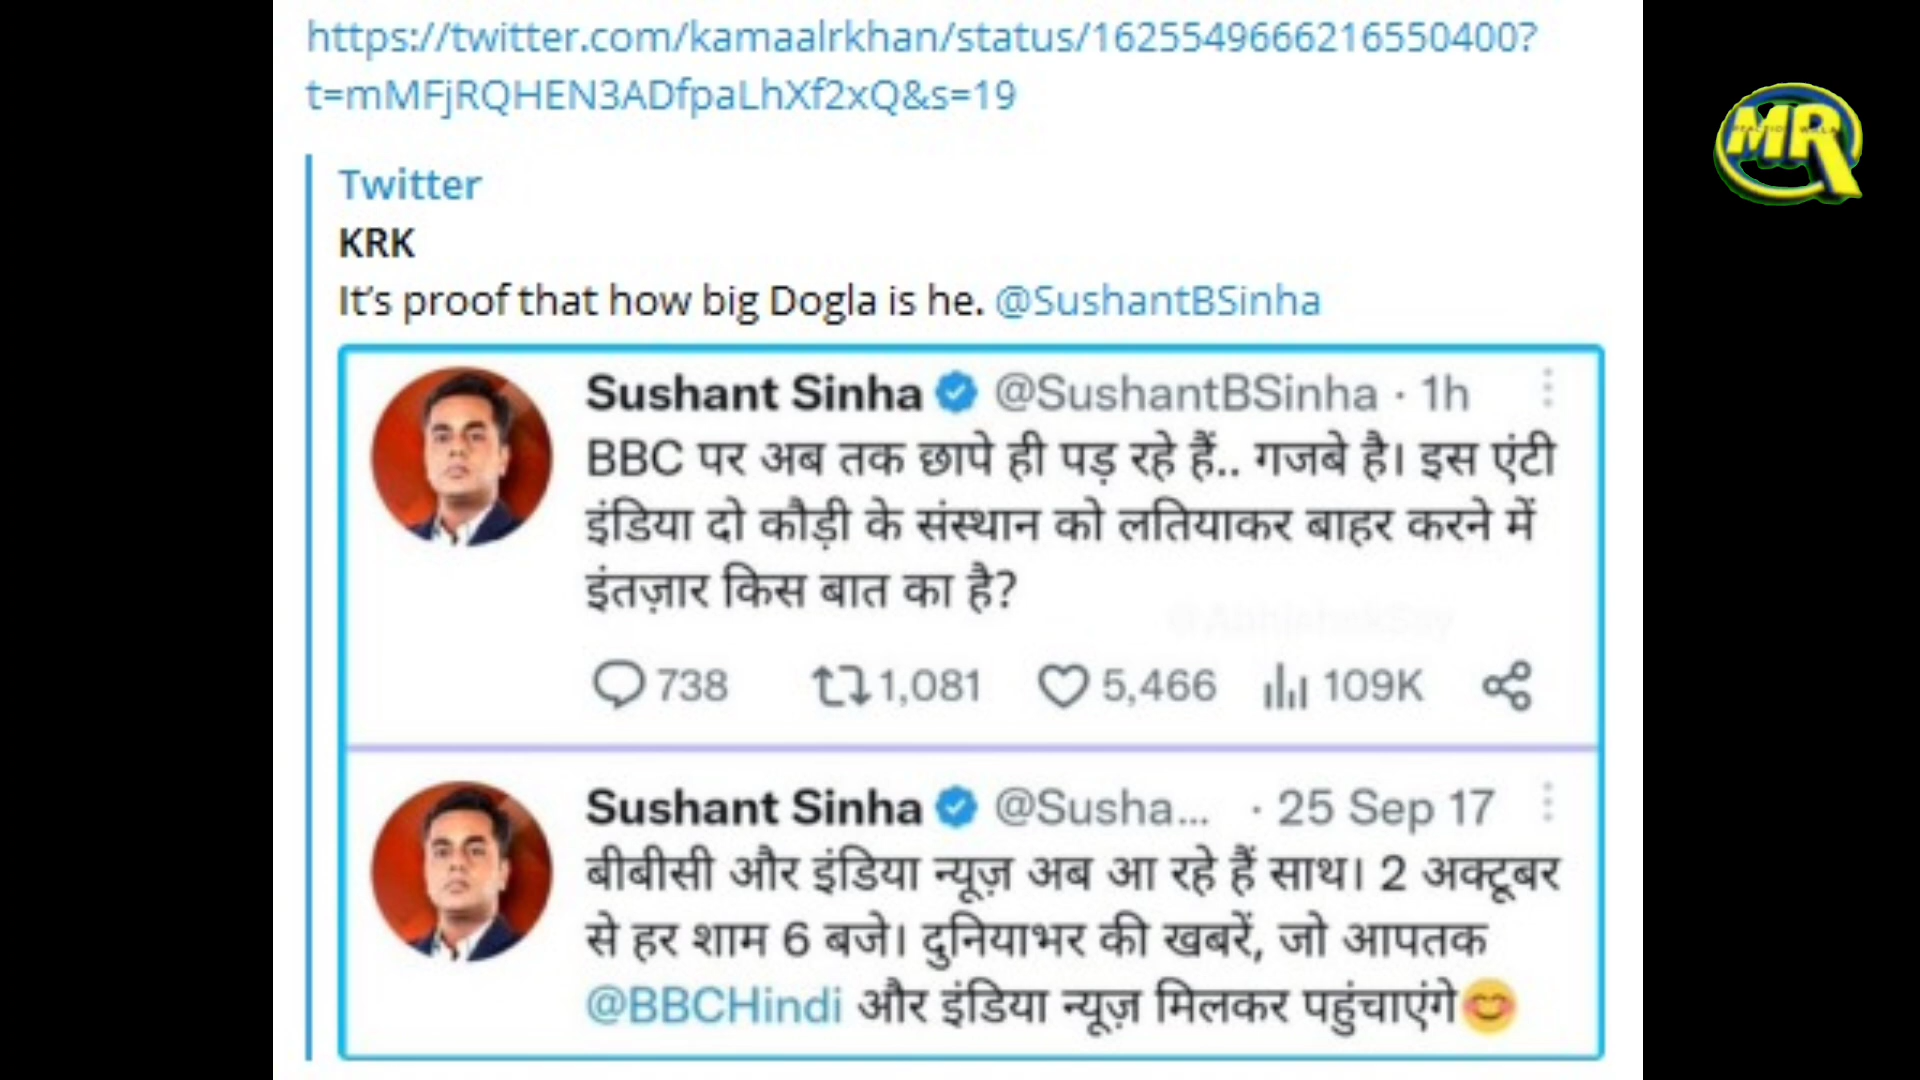 https://twitter.com/kamaalrkhan/status/1625549666216550400?
t=mMFjRQHEN3ADfpaLhXf2xQ&s=19
MR
REACTION WALA
Twitter
KRK
It's proof that how big Dogla is he. @SushantBSinha
Sushant Sinha @SushantBSinha · 1h
BBC पर अब तक छापे ही पड़ रहे हैं.. गजबे है। इस एंटी
इंडिया दो कौड़ी के संस्थान को लतियाकर बाहर करने में
इंतज़ार किस बात का है?
738 1,081 5,466 109K
Sushant Sinha @Susha... · 25 Sep 17
बीबीसी और इंडिया न्यूज़ अब आ रहे हैं साथ। 2 अक्टूबर
से हर शाम 6 बजे। दुनियाभर की खबरें, जो आपतक
@BBCHindi और इंडिया न्यूज़ मिलकर पहुंचाएंगे😊